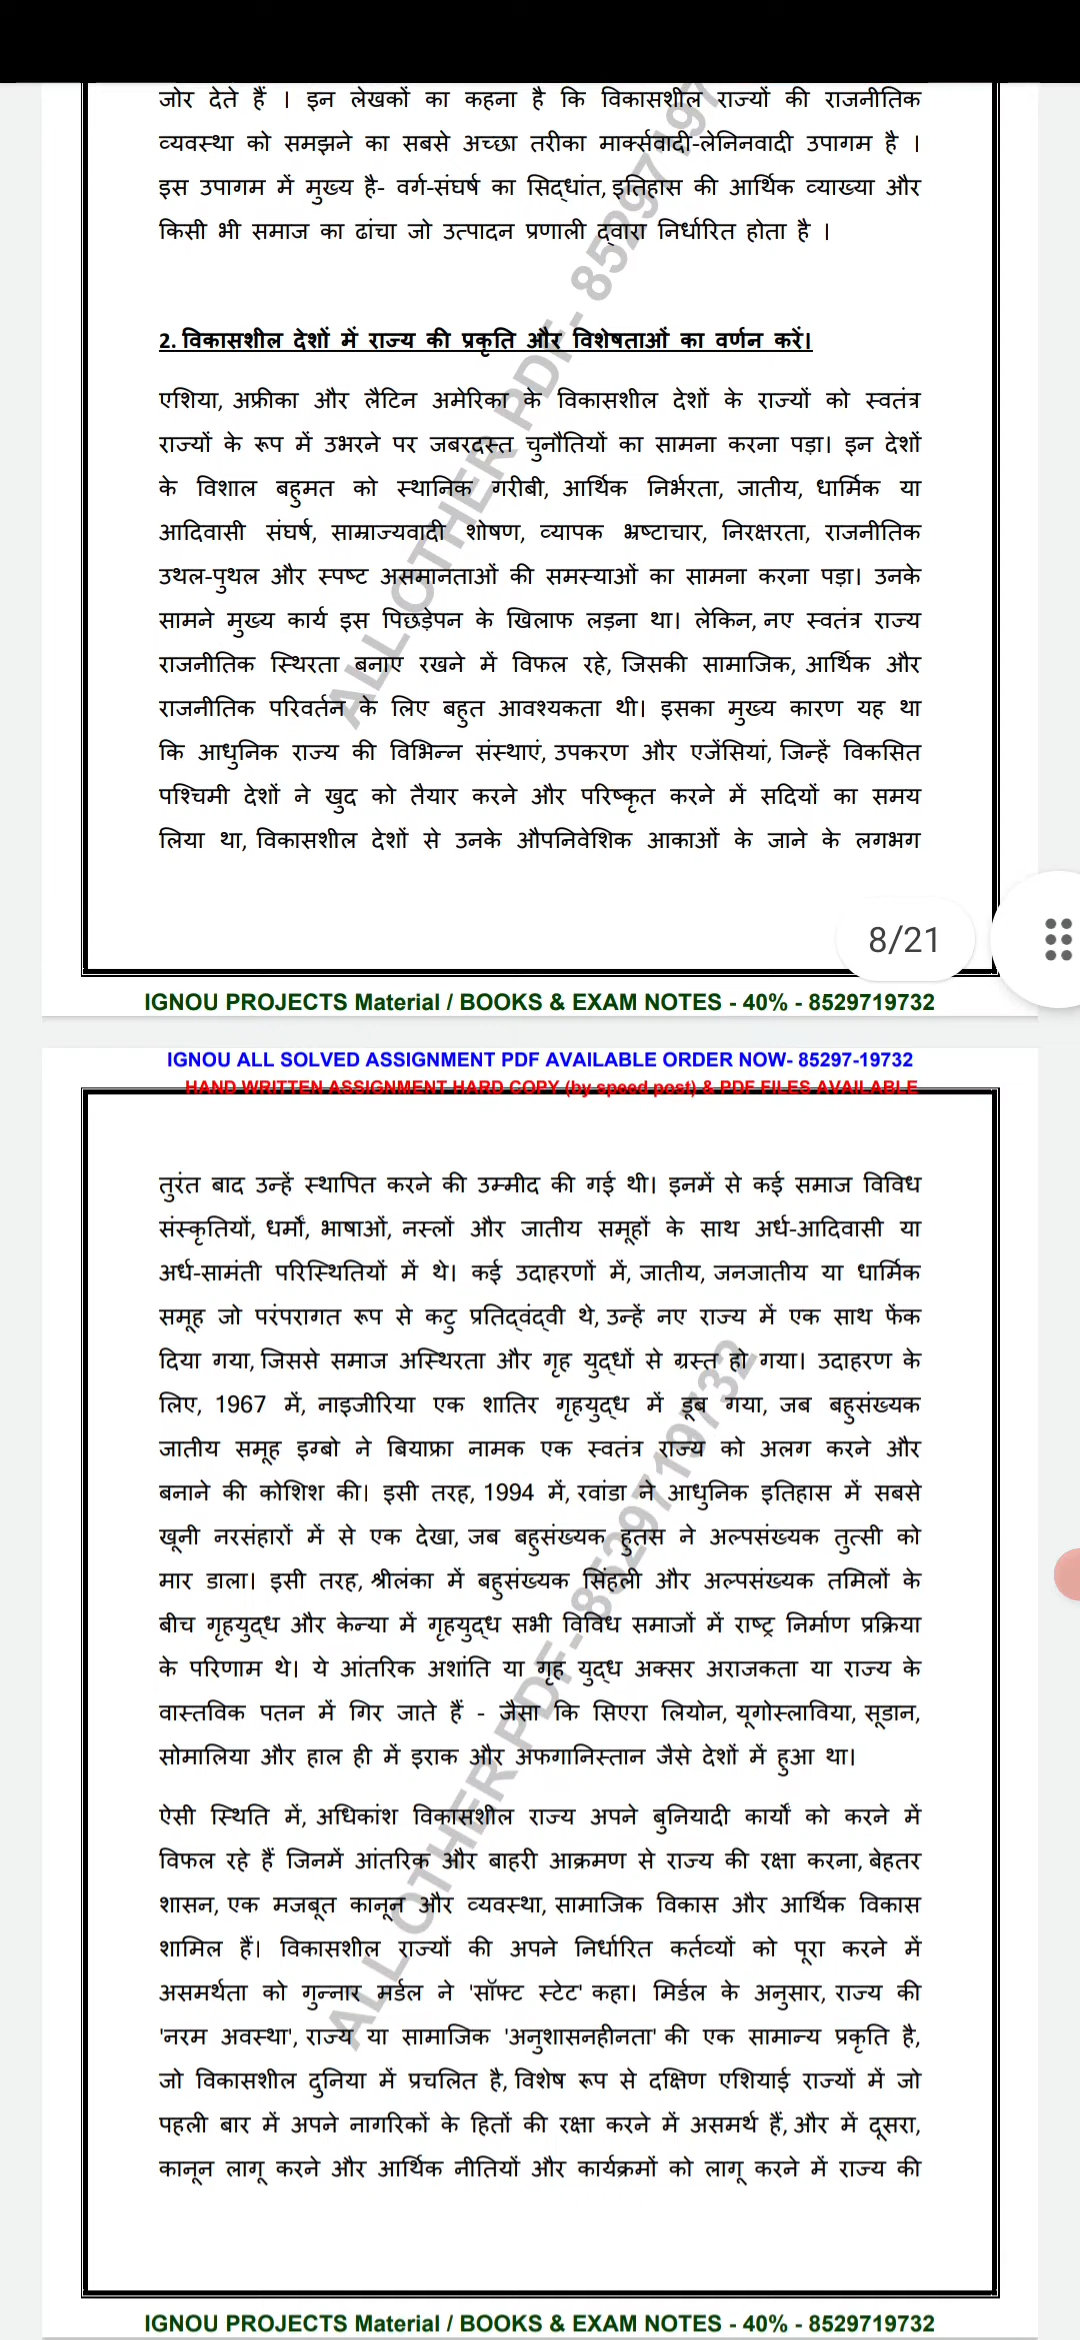 जोर देते हैं । इन लेखकों का कहना है कि विकासशील राज्यों की राजनीतिक
व्यवस्था को समझने का सबसे अच्छा तरीका मार्क्सवादी-लेनिनवादी उपागम है ।
इस उपागम में मुख्य है- वर्ग-संघर्ष का सिद्धांत, इतिहास की आर्थिक व्याख्या और
किसी भी समाज का ढांचा जो उत्पादन प्रणाली द्वारा निर्धारित होता है ।
2. विकासशील देशों में राज्य की प्रकृति और विशेषताओं का वर्णन करें।
एशिया, अफ्रीका और लैटिन अमेरिका के विकासशील देशों के राज्यों को स्वतंत्र
राज्यों के रूप में उभरने पर जबरदस्त चुनौतियों का सामना करना पड़ा। इन देशों
के विशाल बहुमत को स्थानिक गरीबी, आर्थिक निर्भरता, जातीय, धार्मिक या
आदिवासी संघर्ष, साम्राज्यवादी शोषण, व्यापक भ्रष्टाचार, निरक्षरता, राजनीतिक
उथल-पुथल और स्पष्ट असमानताओं की समस्याओं का सामना करना पड़ा। उनके
सामने मुख्य कार्य इस पिछड़ेपन के खिलाफ लड़ना था। लेकिन, नए स्वतंत्र राज्य
राजनीतिक स्थिरता बनाए रखने में विफल रहे, जिसकी सामाजिक, आर्थिक और
राजनीतिक परिवर्तन के लिए बहुत आवश्यकता थी। इसका मुख्य कारण यह था
कि आधुनिक राज्य की विभिन्न संस्थाएं, उपकरण और एजेंसियां, जिन्हें विकसित
पश्चिमी देशों ने खुद को तैयार करने और परिष्कृत करने में सदियों का समय
लिया था, विकासशील देशों से उनके औपनिवेशिक आकाओं के जाने के लगभग
ALL OTHER PDF- 8529719
8/21
IGNOU PROJECTS Material / BOOKS & EXAM NOTES - 40% - 8529719732
IGNOU ALL SOLVED ASSIGNMENT PDF AVAILABLE ORDER NOW- 85297-19732
HAND WRITTEN ASSIGNMENT HARD COPY (by speed post) & PDF FILES AVAILABLE
तुरंत बाद उन्हें स्थापित करने की उम्मीद की गई थी। इनमें से कई समाज विविध
संस्कृतियों, धर्मों, भाषाओं, नस्लों और जातीय समूहों के साथ अर्ध-आदिवासी या
अर्ध-सामंती परिस्थितियों में थे। कई उदाहरणों में, जातीय, जनजातीय या धार्मिक
समूह जो परंपरागत रूप से कटु प्रतिद्वंद्वी थे, उन्हें नए राज्य में एक साथ फेंक
दिया गया, जिससे समाज अस्थिरता और गृह युद्धों से ग्रस्त हो गया। उदाहरण के
लिए, 1967 में, नाइजीरिया एक शातिर गृहयुद्ध में डूब गया, जब बहुसंख्यक
जातीय समूह इग्बो ने बियाफ्रा नामक एक स्वतंत्र राज्य को अलग करने और
बनाने की कोशिश की। इसी तरह, 1994 में, रवांडा ने आधुनिक इतिहास में सबसे
खूनी नरसंहारों में से एक देखा, जब बहुसंख्यक हुतस ने अल्पसंख्यक तुत्सी को
मार डाला। इसी तरह, श्रीलंका में बहुसंख्यक सिंहली और अल्पसंख्यक तमिलों के
बीच गृहयुद्ध और केन्या में गृहयुद्ध सभी विविध समाजों में राष्ट्र निर्माण प्रक्रिया
के परिणाम थे। ये आंतरिक अशांति या गृह युद्ध अक्सर अराजकता या राज्य के
वास्तविक पतन में गिर जाते हैं - जैसा कि सिएरा लियोन, यूगोस्लाविया, सूडान,
सोमालिया और हाल ही में इराक और अफगानिस्तान जैसे देशों में हुआ था।
ऐसी स्थिति में, अधिकांश विकासशील राज्य अपने बुनियादी कार्यों को करने में
विफल रहे हैं जिनमें आंतरिक और बाहरी आक्रमण से राज्य की रक्षा करना, बेहतर
शासन, एक मजबूत कानून और व्यवस्था, सामाजिक विकास और आर्थिक विकास
शामिल हैं। विकासशील राज्यों की अपने निर्धारित कर्तव्यों को पूरा करने में
असमर्थता को गुन्नार मर्डल ने 'सॉफ्ट स्टेट' कहा। मिर्डल के अनुसार, राज्य की
'नरम अवस्था', राज्य या सामाजिक 'अनुशासनहीनता' की एक सामान्य प्रकृति है,
जो विकासशील दुनिया में प्रचलित है, विशेष रूप से दक्षिण एशियाई राज्यों में जो
पहली बार में अपने नागरिकों के हितों की रक्षा करने में असमर्थ हैं, और में दूसरा,
कानून लागू करने और आर्थिक नीतियों और कार्यक्रमों को लागू करने में राज्य की
ALL OTHER PDF- 8529719732
IGNOU PROJECTS Material / BOOKS & EXAM NOTES - 40% - 8529719732